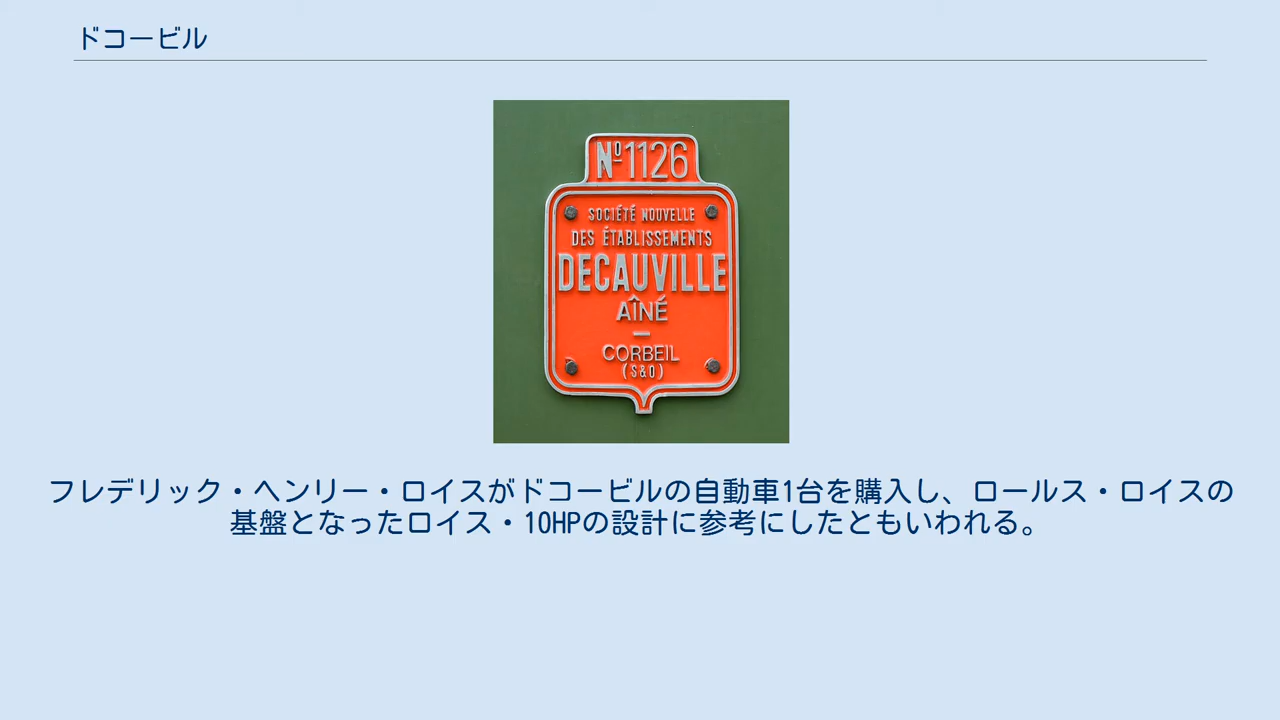 ドコービル
Nº1126
SOCIÉTÉ NOUVELLE
DES ÉTABLISSEMENTS
DECAUVILLE
AÎNÉ
—
CORBEIL
(S&O)
フレデリック・ヘンリー・ロイスがドコービルの自動車1台を購入し、ロールス・ロイスの
基盤となったロイス・10HPの設計に参考にしたともいわれる。